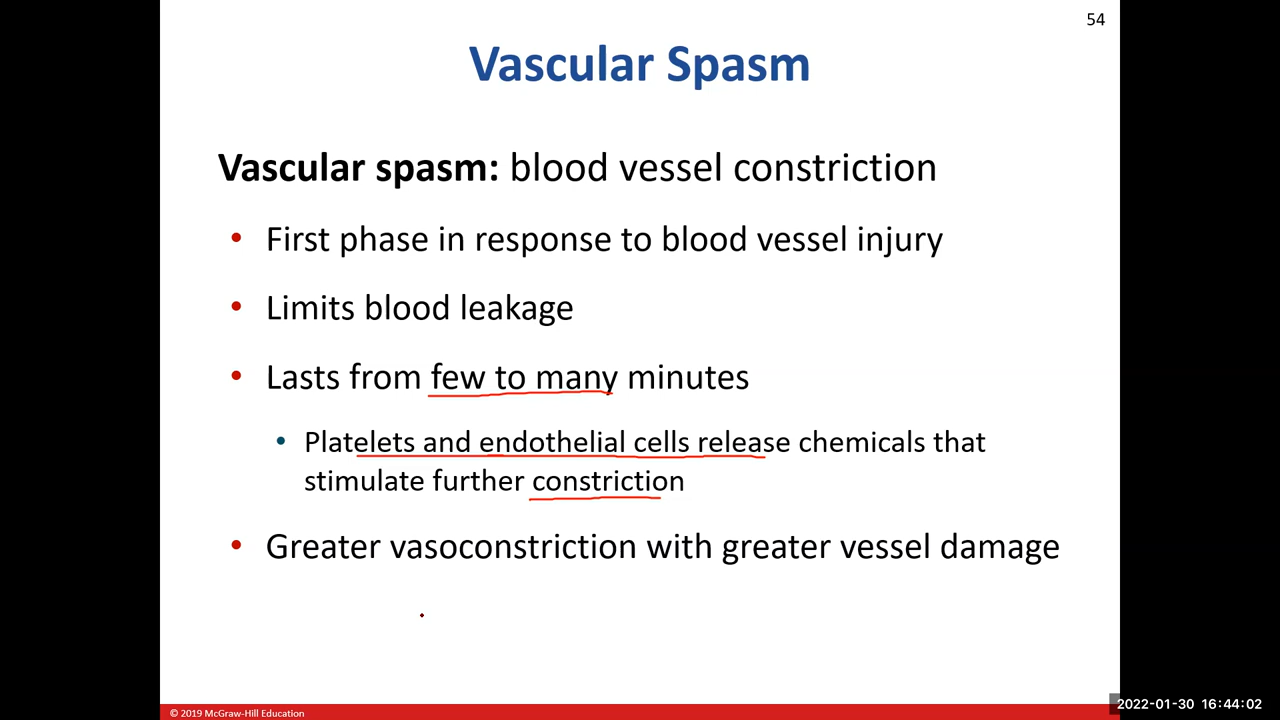 54
Vascular Spasm
Vascular spasm: blood vessel constriction
• First phase in response to blood vessel injury
• Limits blood leakage
• Lasts from few to many minutes
• Platelets and endothelial cells release chemicals that
stimulate further constriction
• Greater vasoconstriction with greater vessel damage
© 2019 McGraw-Hill Education
2022-01-30 16:44:02